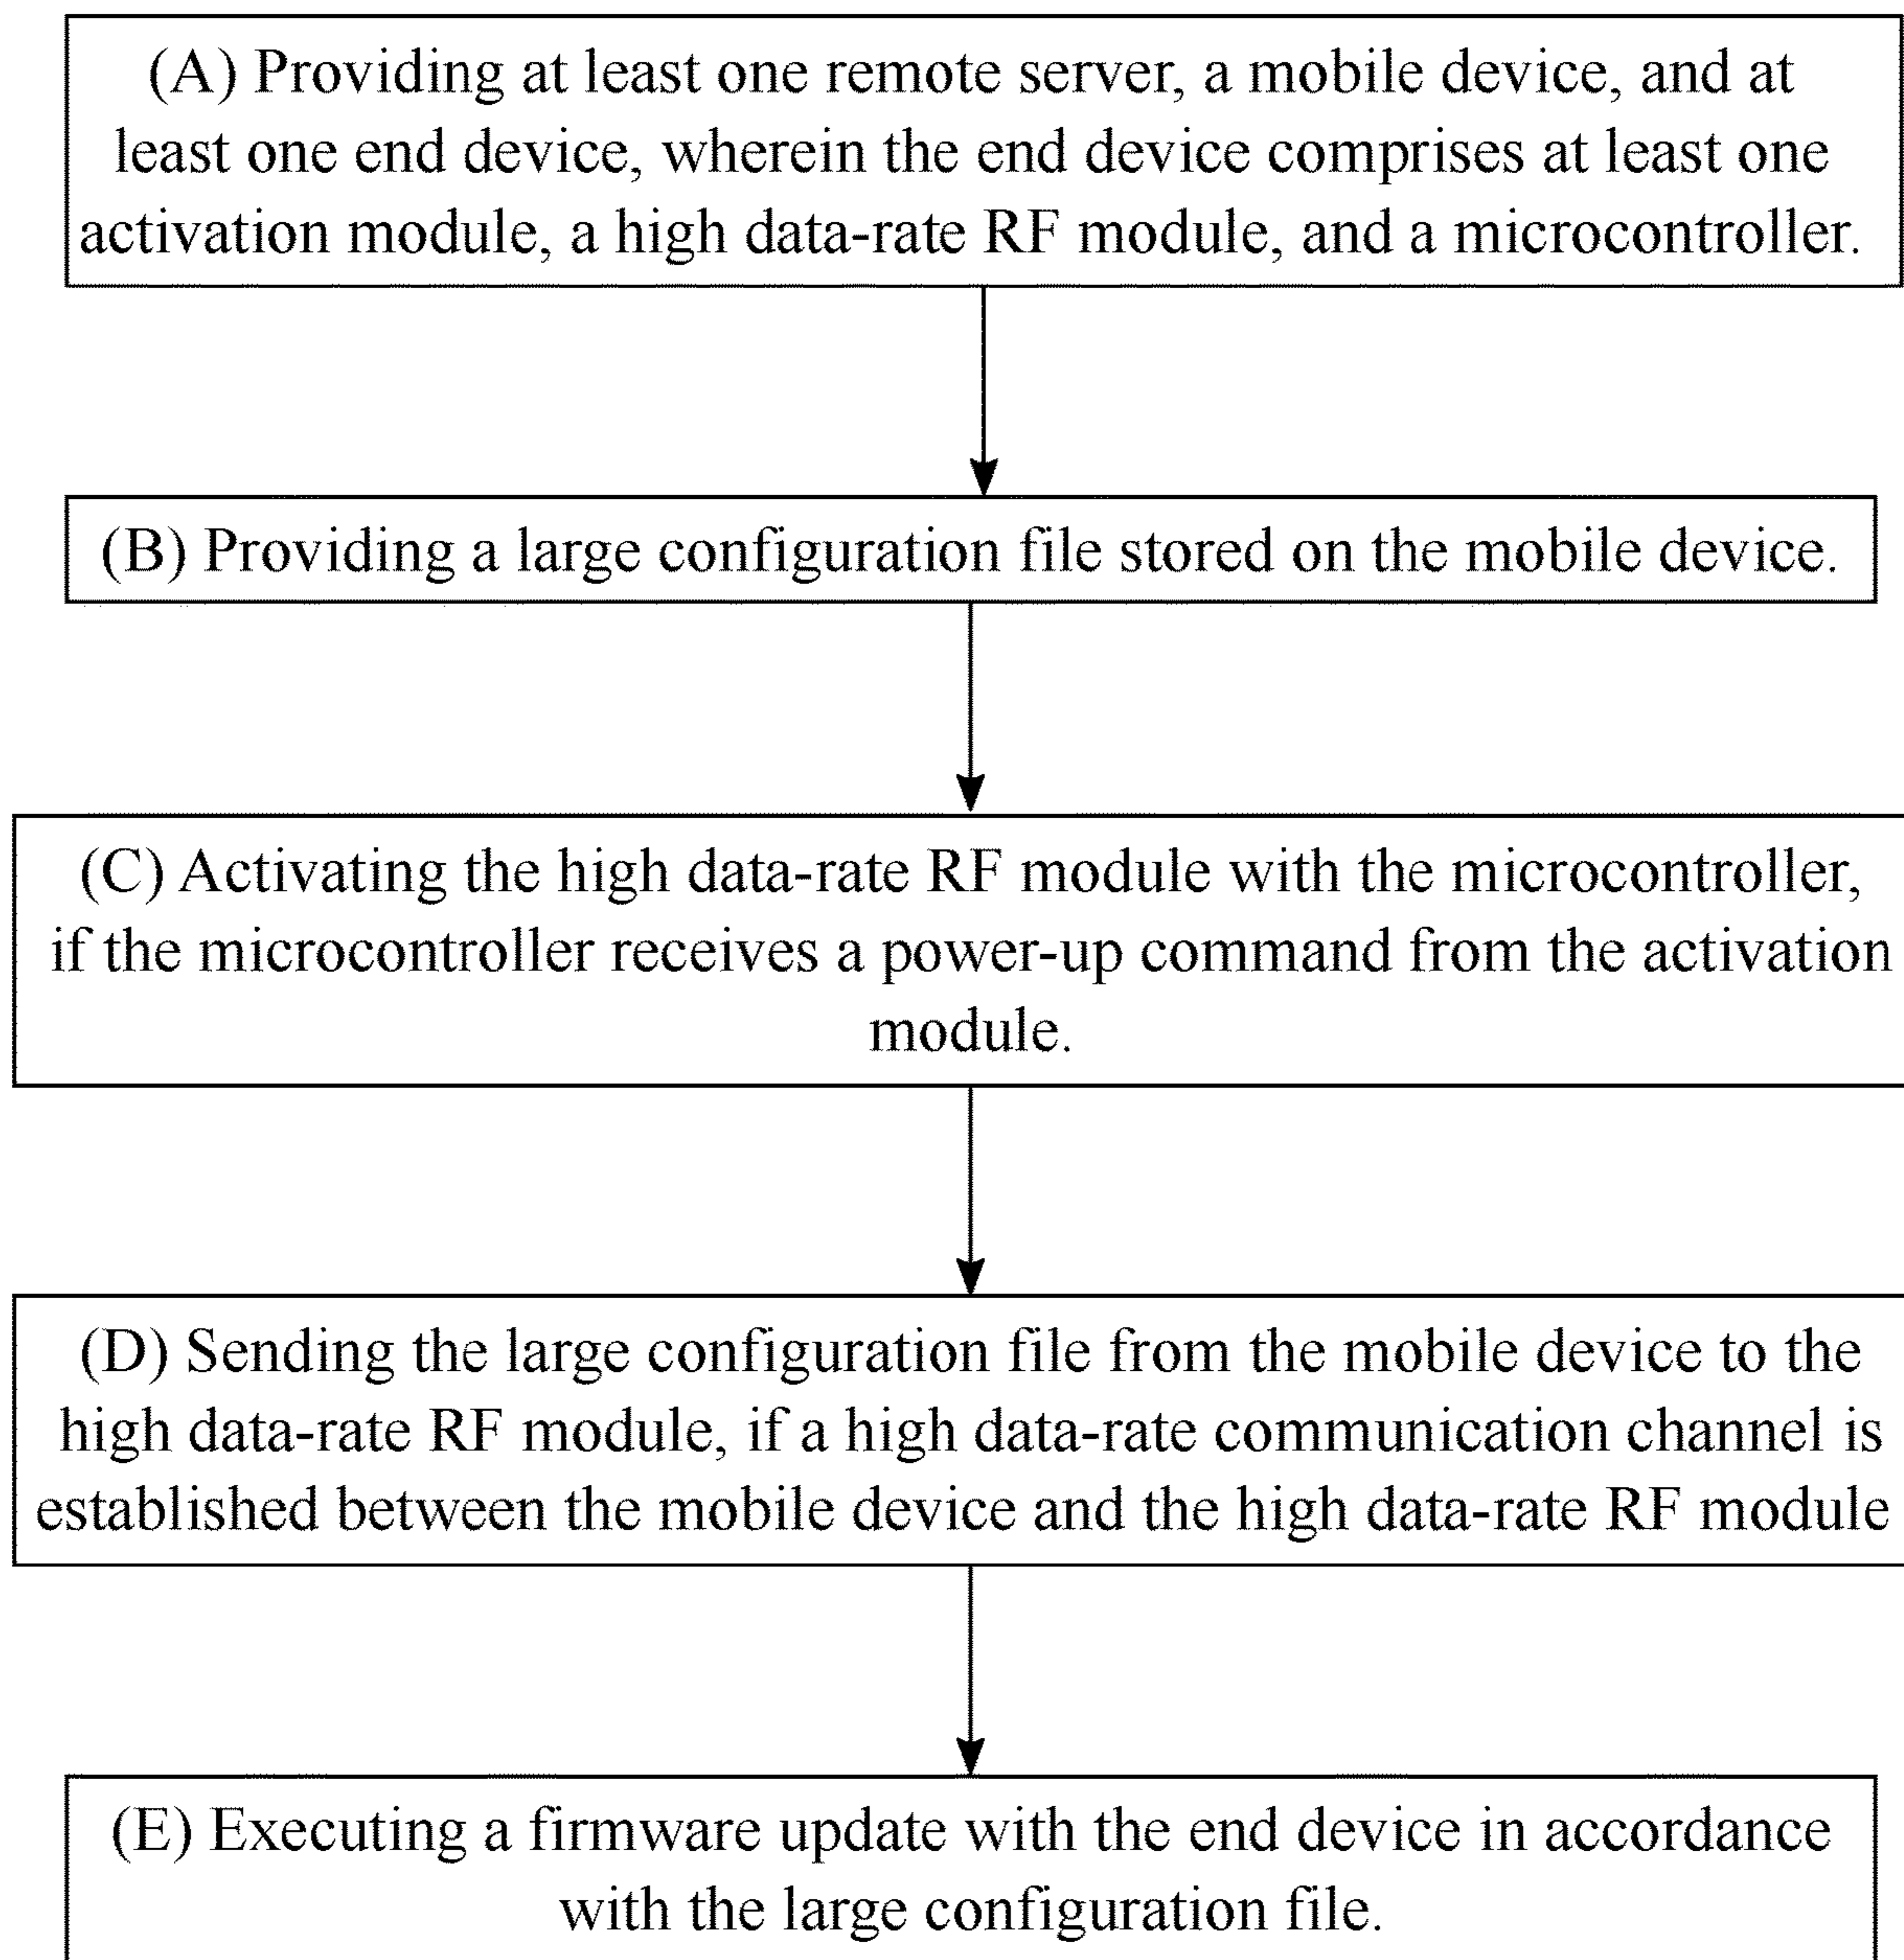 (A) Providing at least one remote server, a mobile device, and at
least one end device, wherein the end device comprises at least one
activation module, a high data-rate RF module, and a microcontroller.
(B) Providing a large configuration file stored on the mobile device.
(C) Activating the high data-rate RF module with the microcontroller,
if the microcontroller receives a power-up command from the activation
module.
(D) Sending the large configuration file from the mobile device to the
high data-rate RF module, if a high data-rate communication channel is
established between the mobile device and the high data-rate RF module
(E) Executing a firmware update with the end device in accordance
with the large configuration file.